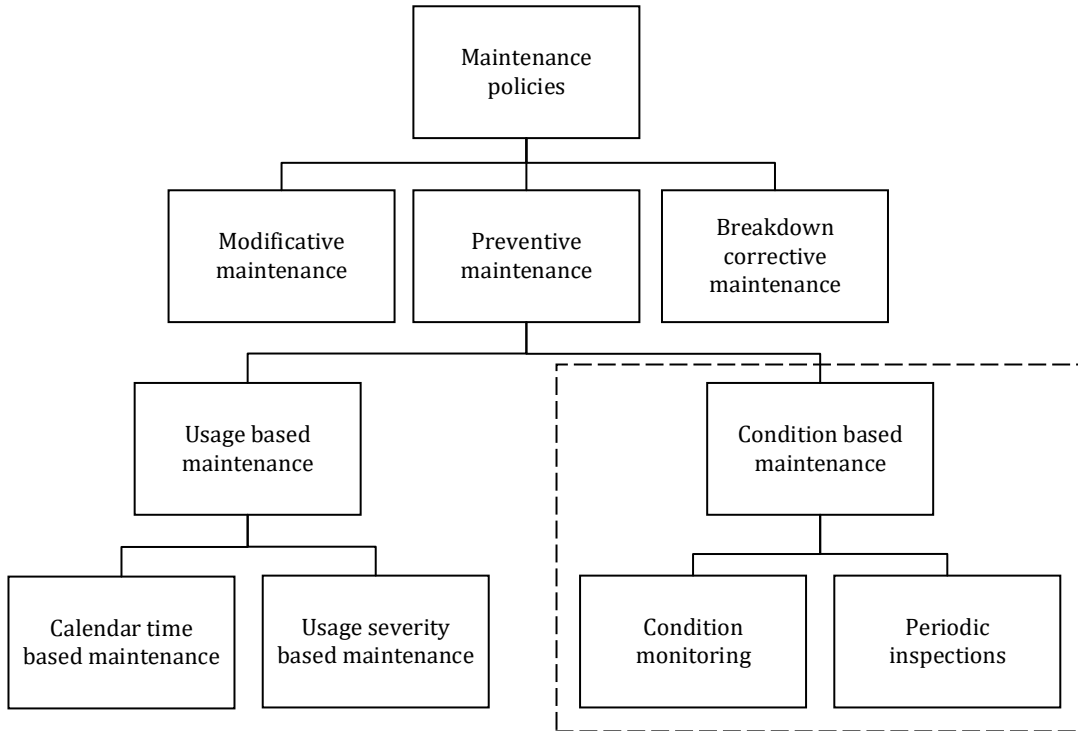 Maintenance
policies
Modificative
maintenance
Preventive
maintenance
Breakdown
corrective
maintenance
Usage based
maintenance
Condition based
maintenance
Calendar time
based maintenance
Usage severity
based maintenance
Condition
monitoring
Periodic
inspections